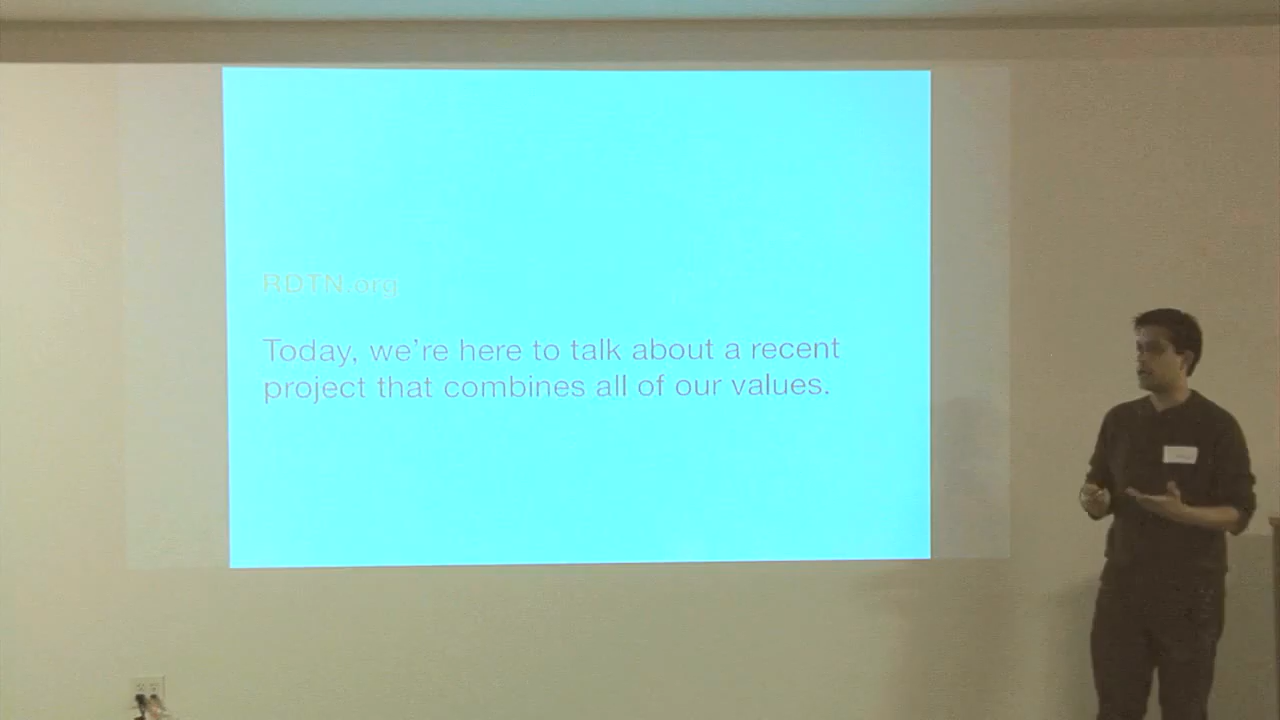 RDTN.org
Today, we're here to talk about a recent
project that combines all of our values.